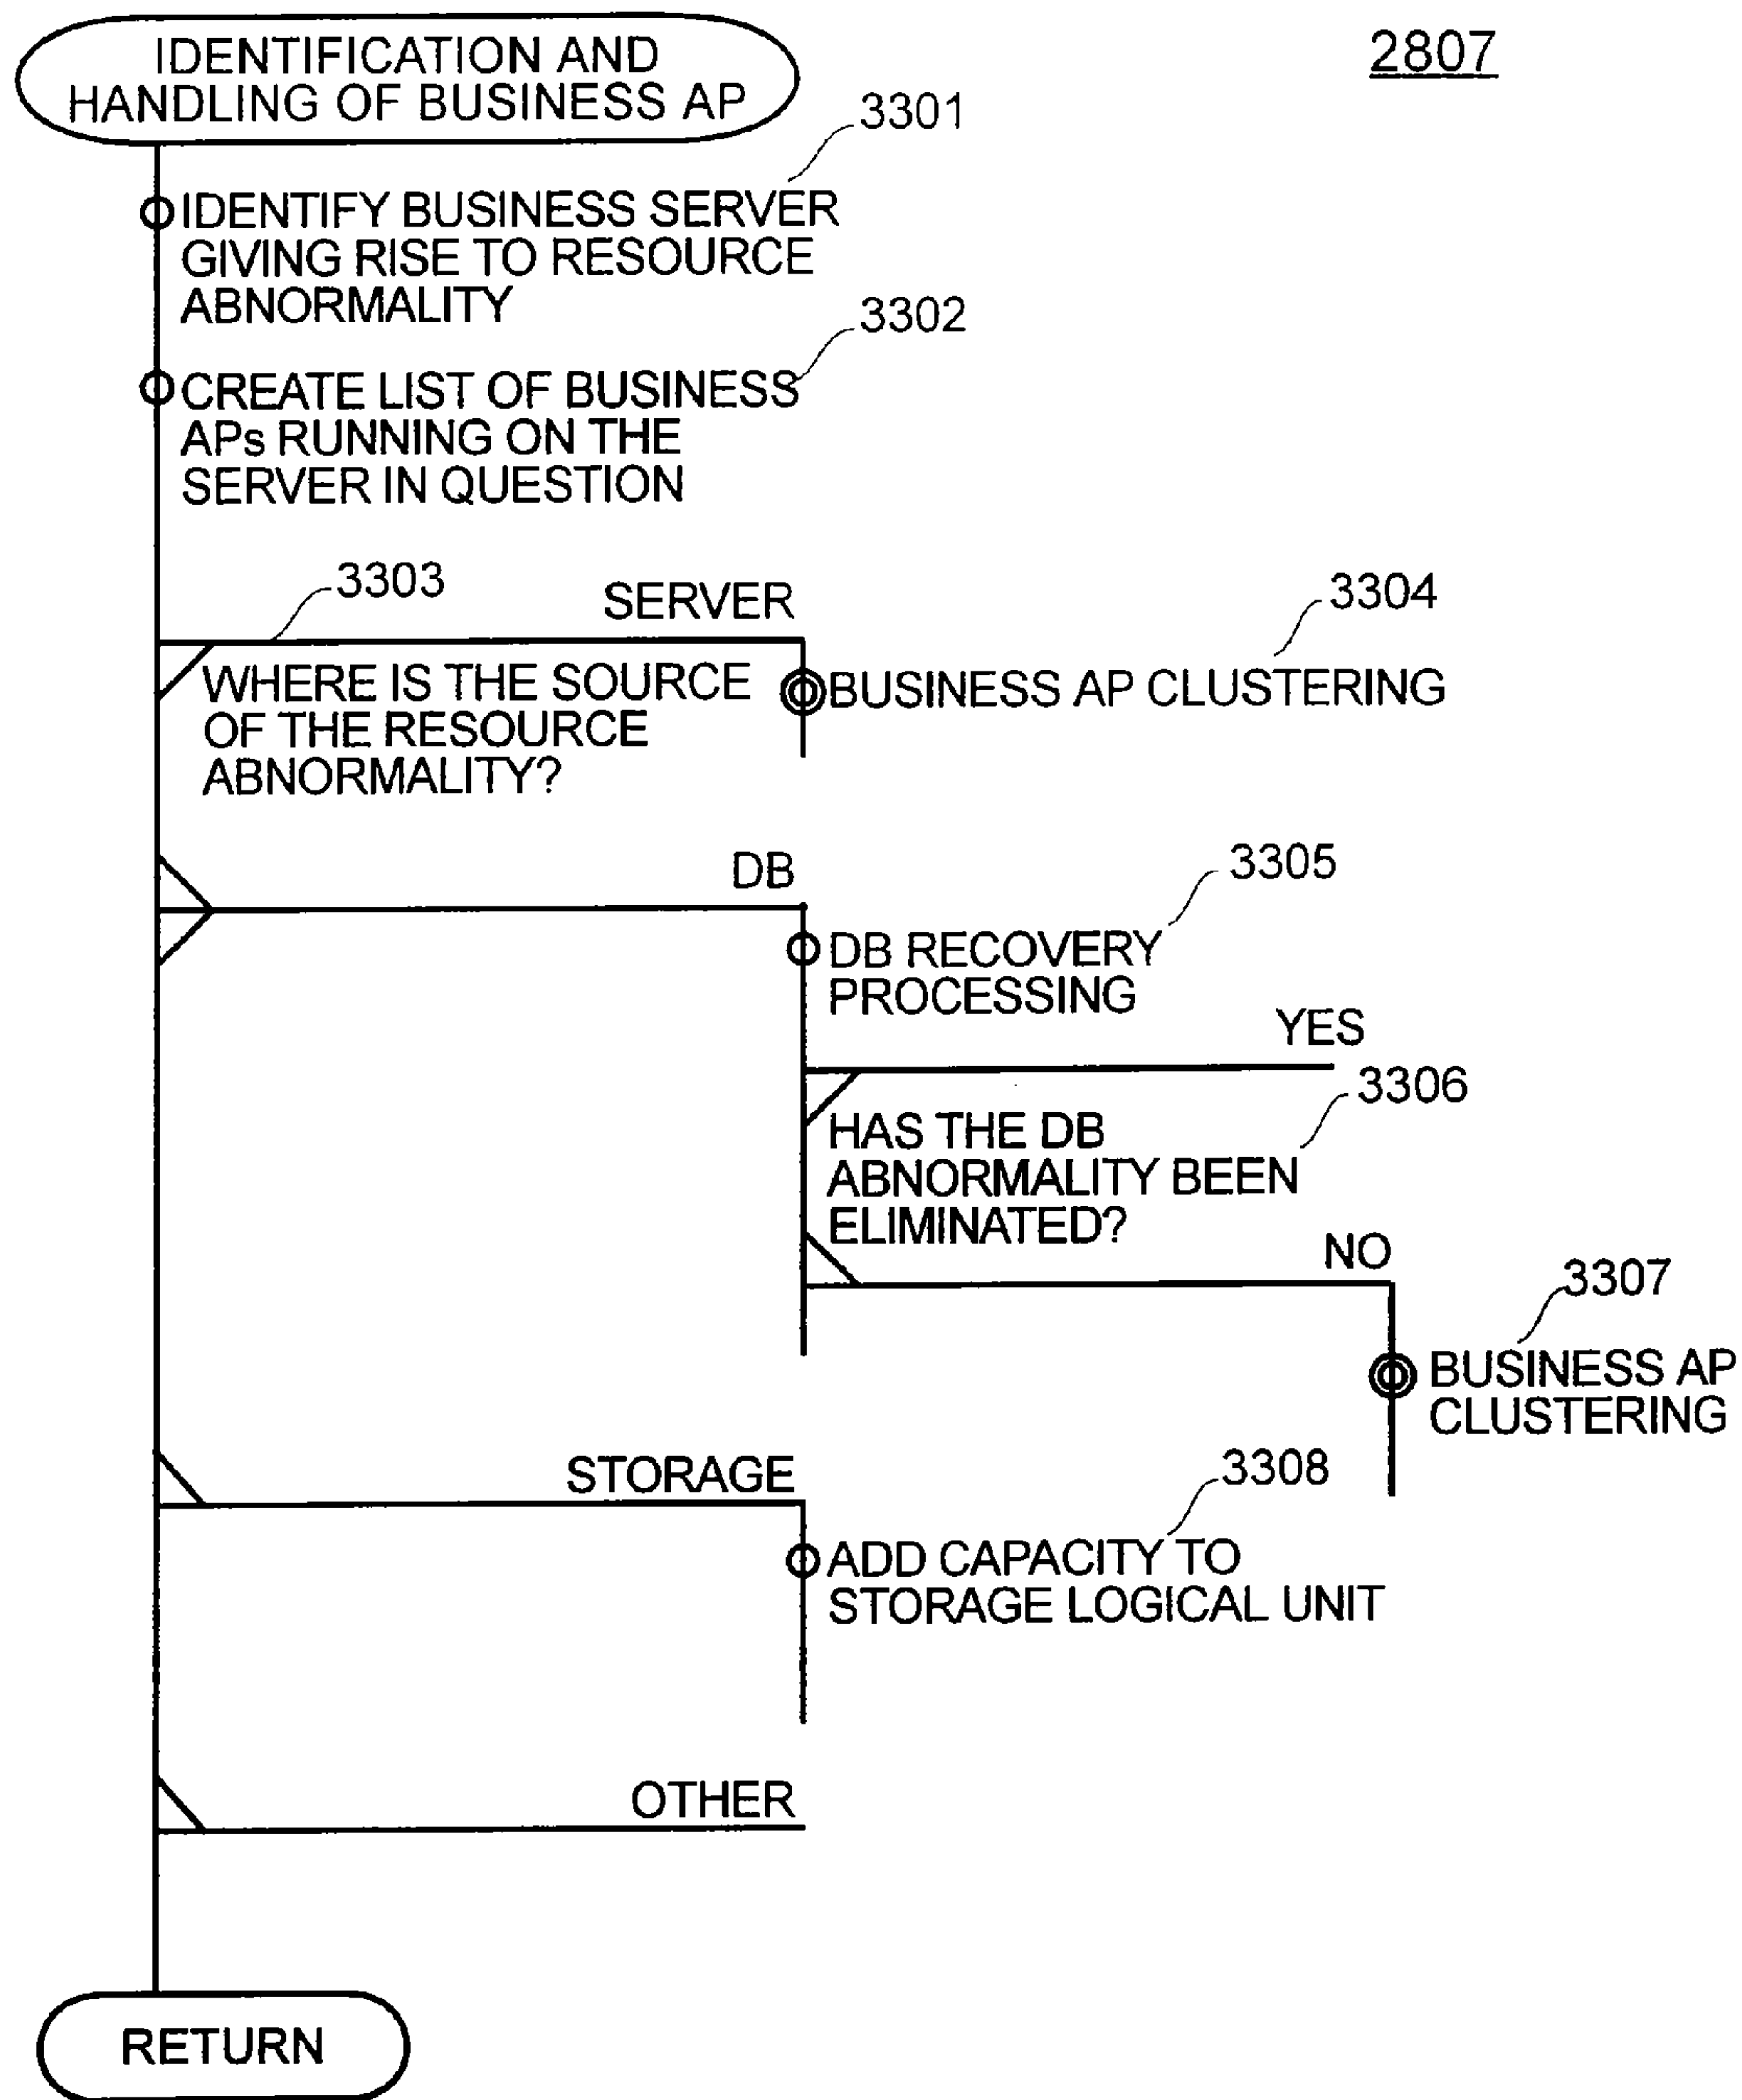 IDENTIFICATION AND
HANDLING OF BUSINESS AP
2807
3301
IDENTIFY BUSINESS SERVER
GIVING RISE TO RESOURCE
ABNORMALITY
3302
CREATE LIST OF BUSINESS
APs RUNNING ON THE
SERVER IN QUESTION
3303
SERVER
3304
WHERE IS THE SOURCE
OF THE RESOURCE
ABNORMALITY?
BUSINESS AP CLUSTERING
DB
3305
DB RECOVERY
PROCESSING
YES
3306
HAS THE DB
ABNORMALITY BEEN
ELIMINATED?
NO
3307
BUSINESS AP
CLUSTERING
STORAGE
3308
ADD CAPACITY TO
STORAGE LOGICAL UNIT
OTHER
RETURN